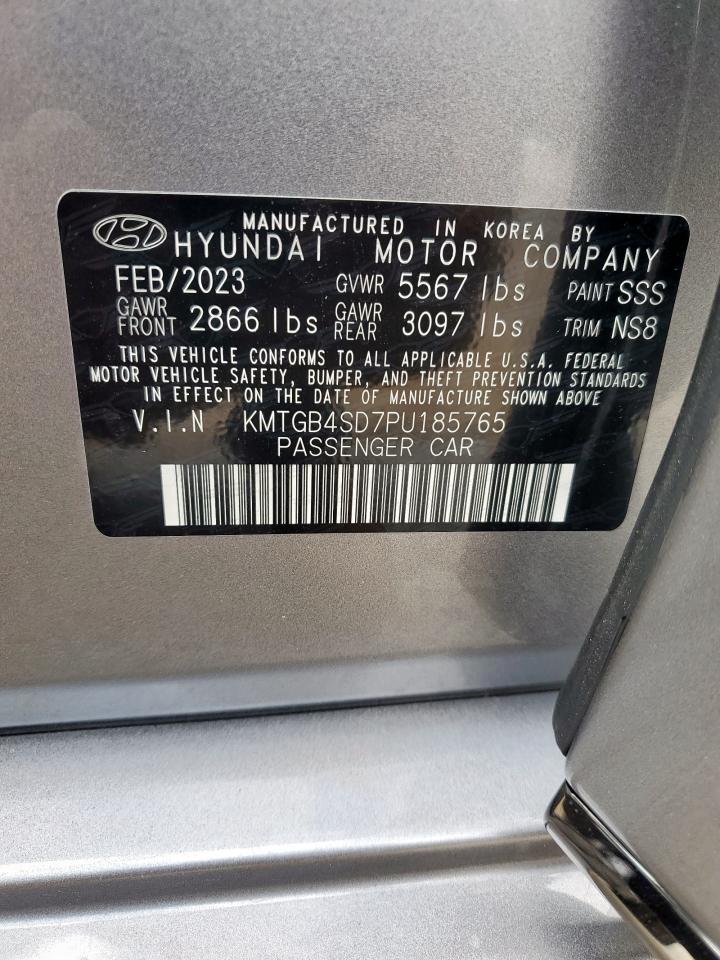 MANUFACTURED IN KOREA BY
HYUNDAI MOTOR COMPANY
FEB/2023 GVWR 5567 lbs PAINT SSS
GAWR FRONT 2866 lbs GAWR REAR 3097 lbs TRIM NS8
THIS VEHICLE CONFORMS TO ALL APPLICABLE U.S.A. FEDERAL
MOTOR VEHICLE SAFETY, BUMPER, AND THEFT PREVENTION STANDARDS
IN EFFECT ON THE DATE OF MANUFACTURE SHOWN ABOVE
V.I.N KMTGB4SD7PU185765
PASSENGER CAR